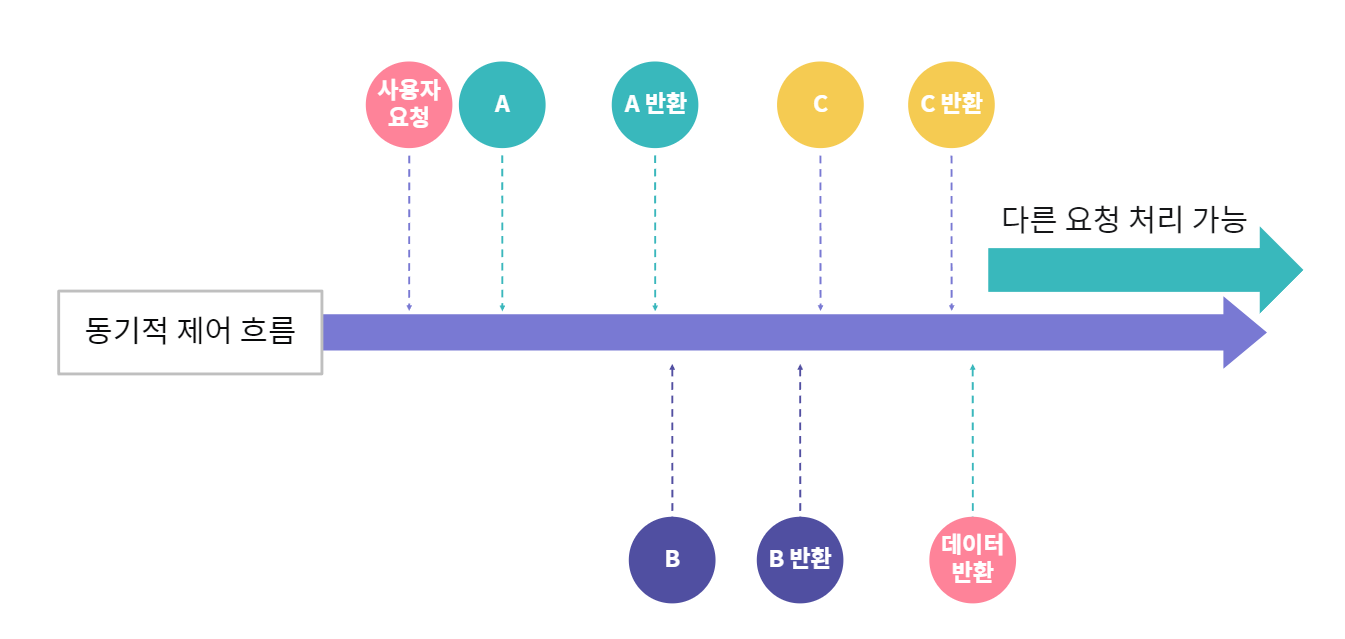 사용자
요청
A
A 반환
C
C 반환
다른 요청 처리 가능
동기적 제어 흐름
B
B 반환
데이터
반환